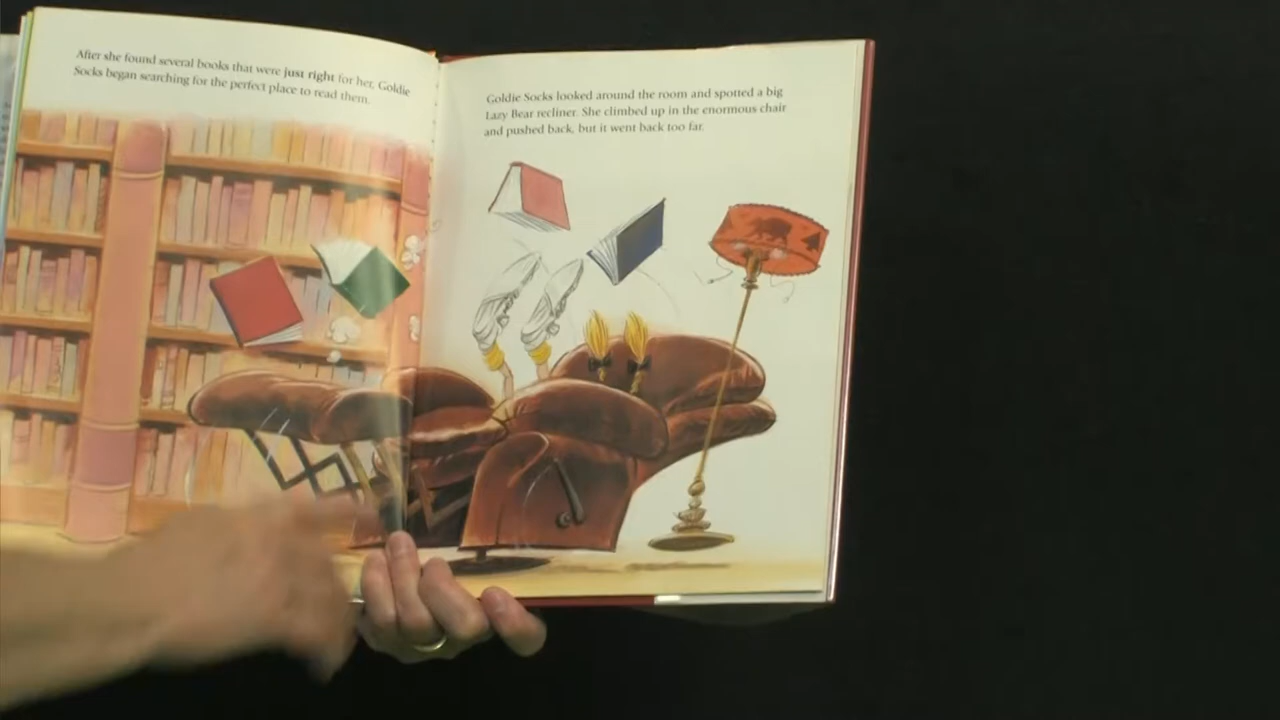 After she found several books that were just right for her, Goldie
Socks began searching for the perfect place to read them.
Goldie Socks looked around the room and spotted a big
Lazy Bear recliner. She climbed up in the enormous chair
and pushed back, but it went back too far.